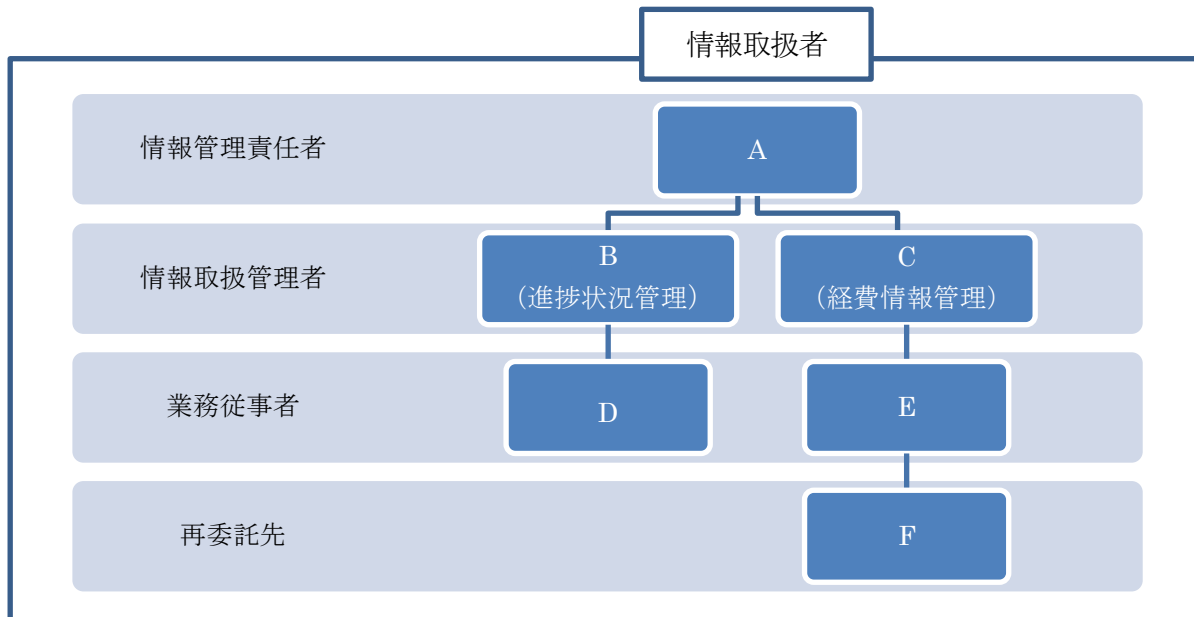 情報取扱者
情報管理責任者
A
情報取扱管理者
B
（進捗状況管理）
C
（経費情報管理）
業務従事者
D
E
再委託先
F